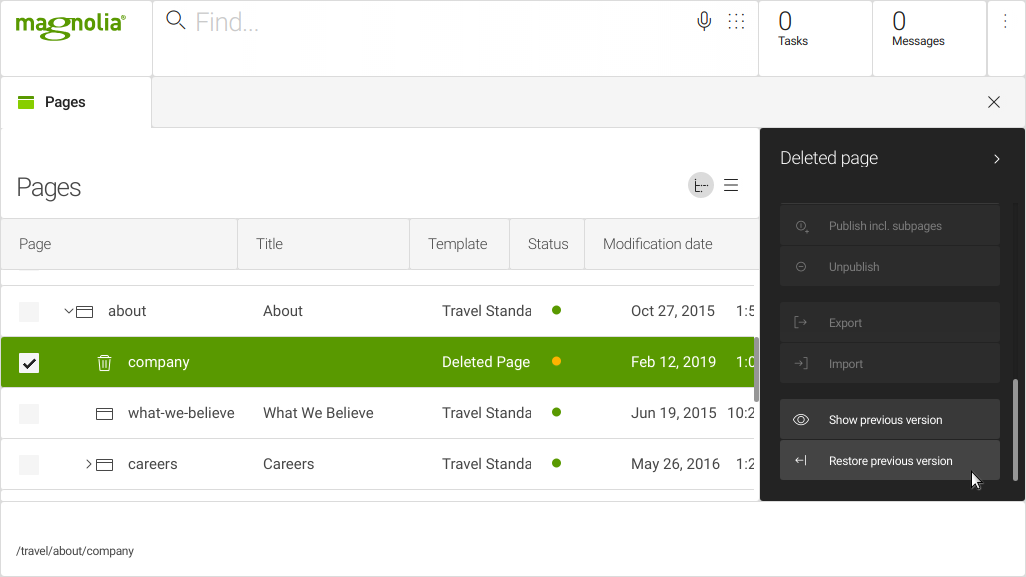 magnolia®
Find...
0
Tasks
0
Messages
Pages
Pages
Page Title Template Status Modification date
about About Travel Standa Oct 27, 2015 1:5
company Deleted Page Feb 12, 2019 1:0
what-we-believe What We Believe Travel Standa Jun 19, 2015 10:2
careers Careers Travel Standa May 26, 2016 1:2
Deleted page
Publish incl. subpages
Unpublish
Export
Import
Show previous version
Restore previous version
/travel/about/company